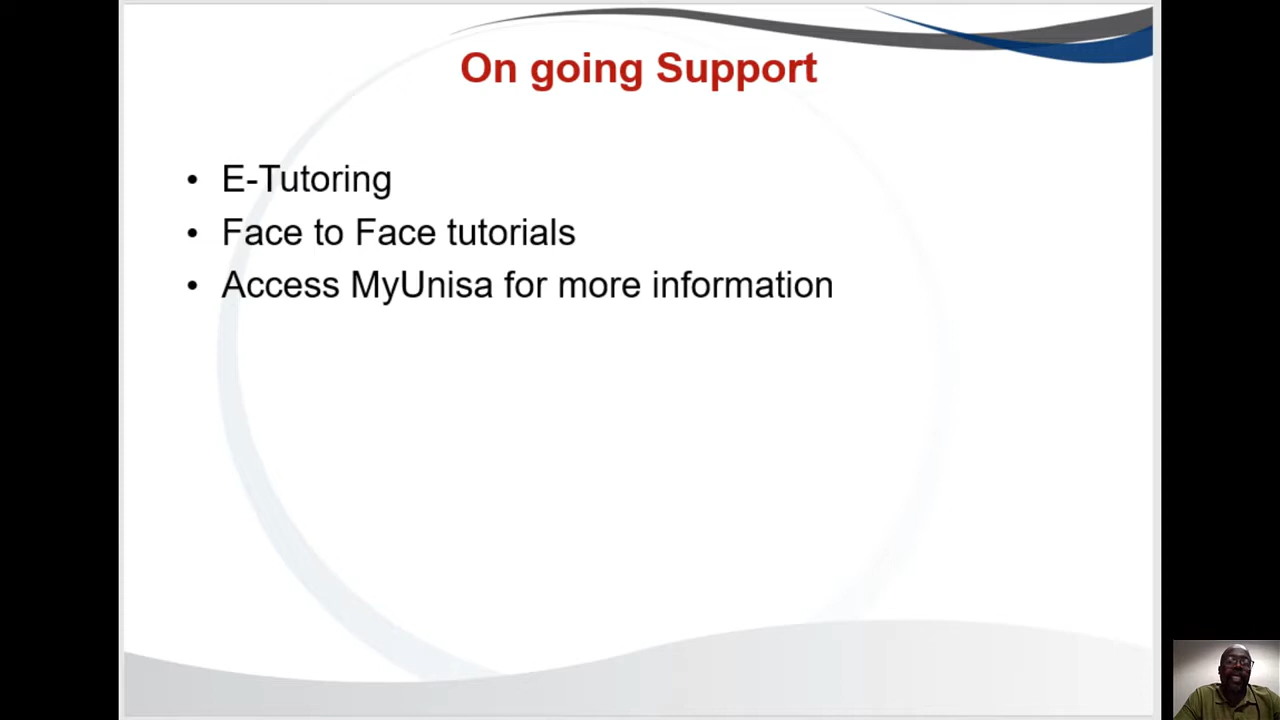 On going Support
• E-Tutoring
• Face to Face tutorials
• Access MyUnisa for more information